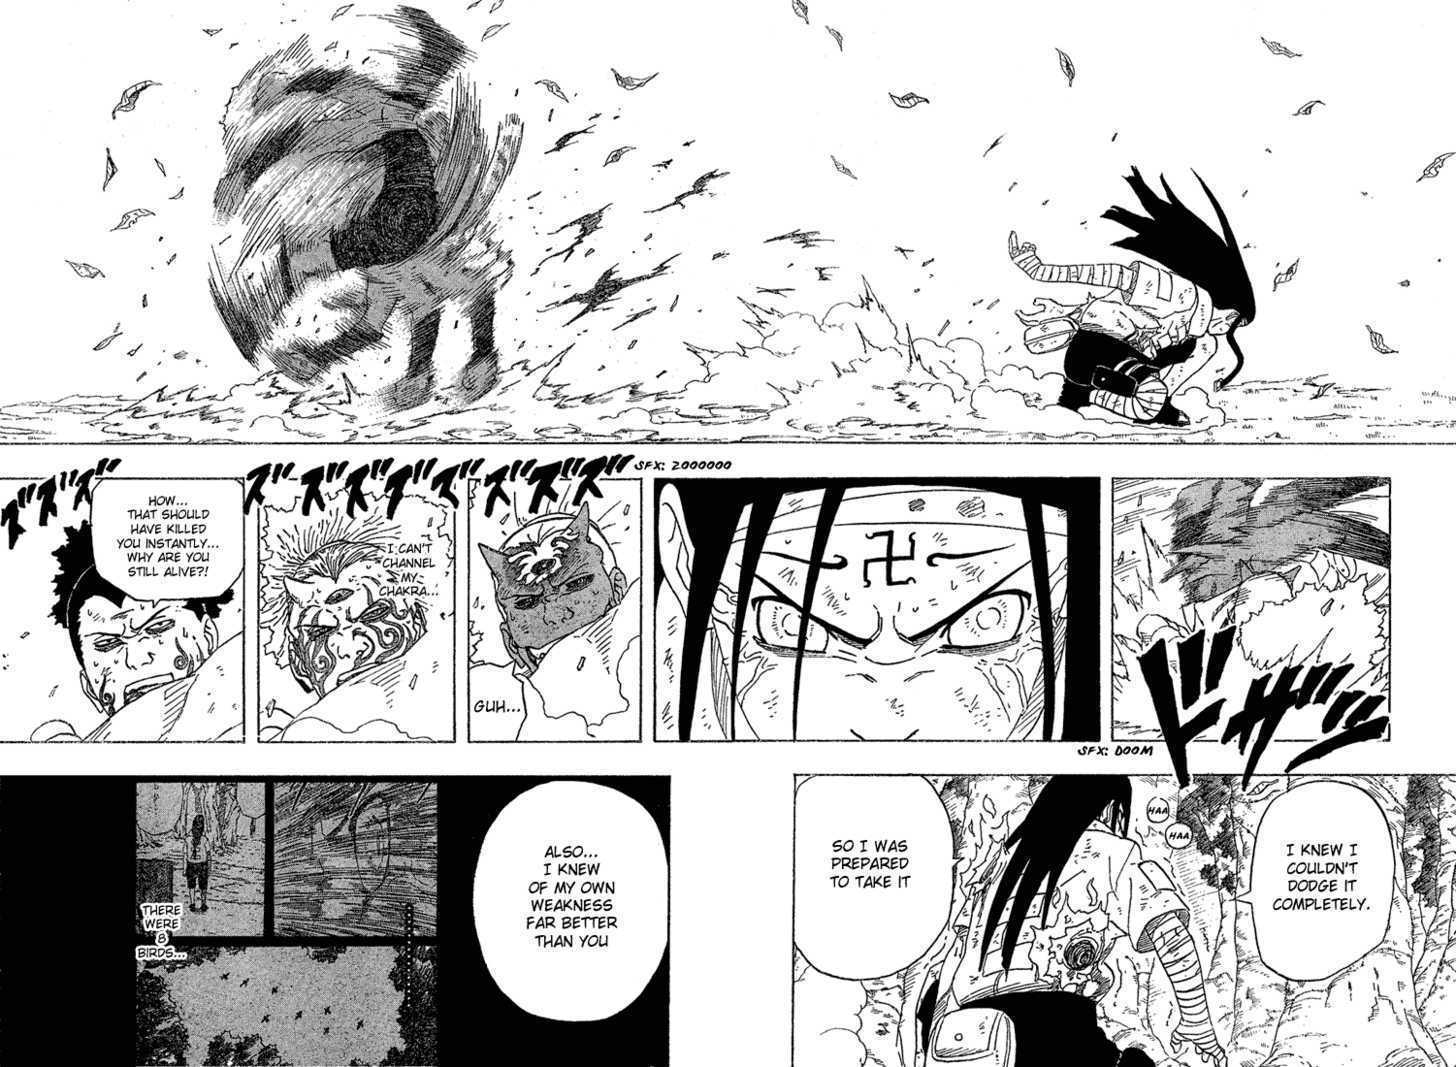 ドザッ
SFX: DOOM
SFX: ZOOOOOO
ズズズ
GUH...
ズズズズズ
I CAN'T
CHANNEL
MY
CHAKRA...
ズズズ
HOW...
THAT SHOULD
HAVE KILLED
YOU INSTANTLY...
WHY ARE YOU
STILL ALIVE?!
I KNEW I
COULDN'T
DODGE IT
COMPLETELY.
HAA
HAA
SO I WAS
PREPARED
TO TAKE IT
ALSO...
I KNEW
OF MY OWN
WEAKNESS
FAR BETTER
THAN YOU
THERE
WERE
8
BIRDS...